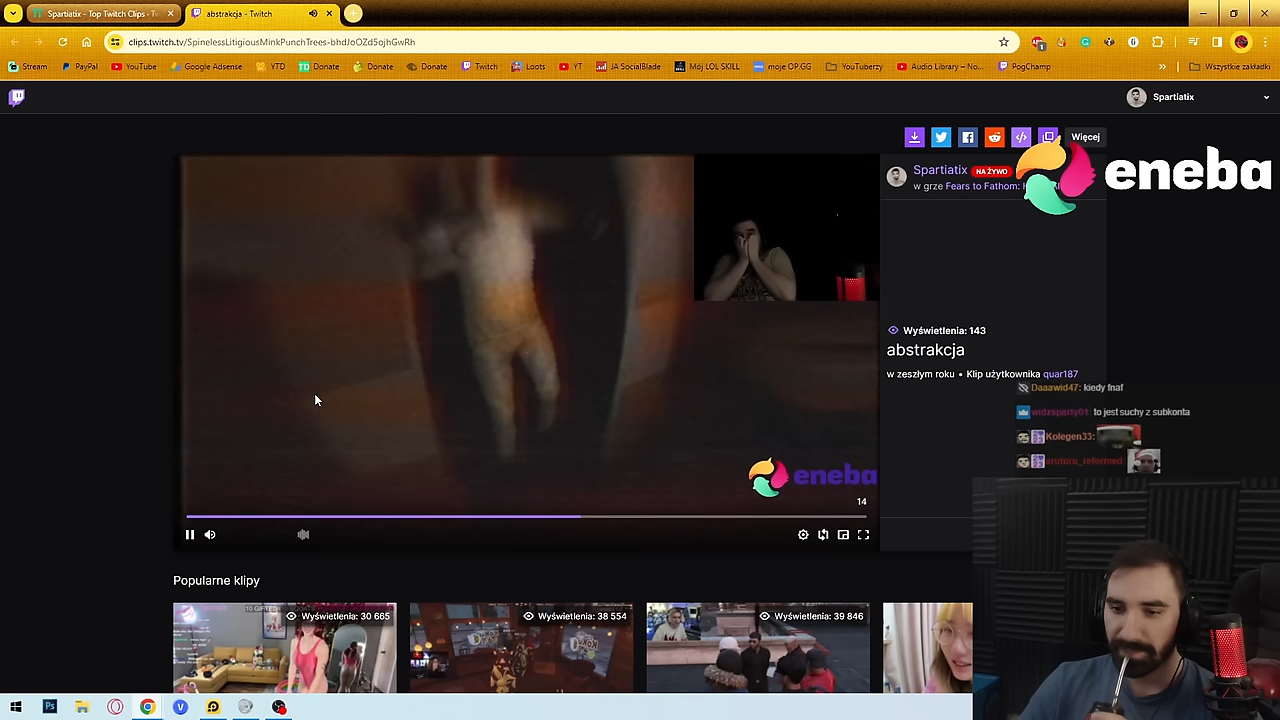 Spartiatix - Top Twitch Clips - Tw
abstrakcja - Twitch
clips.twitch.tv/SpinelessLitigiousMinkPunchTrees-bhdJoOZd5ojhGwRh
Stream
PayPal
YouTube
Google Adsense
YTD
Donate
Donate
Donate
Twitch
Loots
YT
JA SocialBlade
Mój LOL SKILL
moje OP.GG
YouTuberzy
Audio Library – No...
PogChamp
»
Wszystkie zakładki
Spartiatix
Więcej
eneba
Spartiatix NA ŻYWO
w grze Fears to Fathom:
Wyświetlenia: 143
abstrakcja
w zeszłym roku • Klip użytkownika quar187
Daaawid47: kiedy fnaf
widzsparty01: to jest suchy z subkonta
Kolegen33:
aruturu_reformed:
eneba
14
Popularne klipy
Wyświetlenia: 30 665
Wyświetlenia: 38 554
Wyświetlenia: 39 846